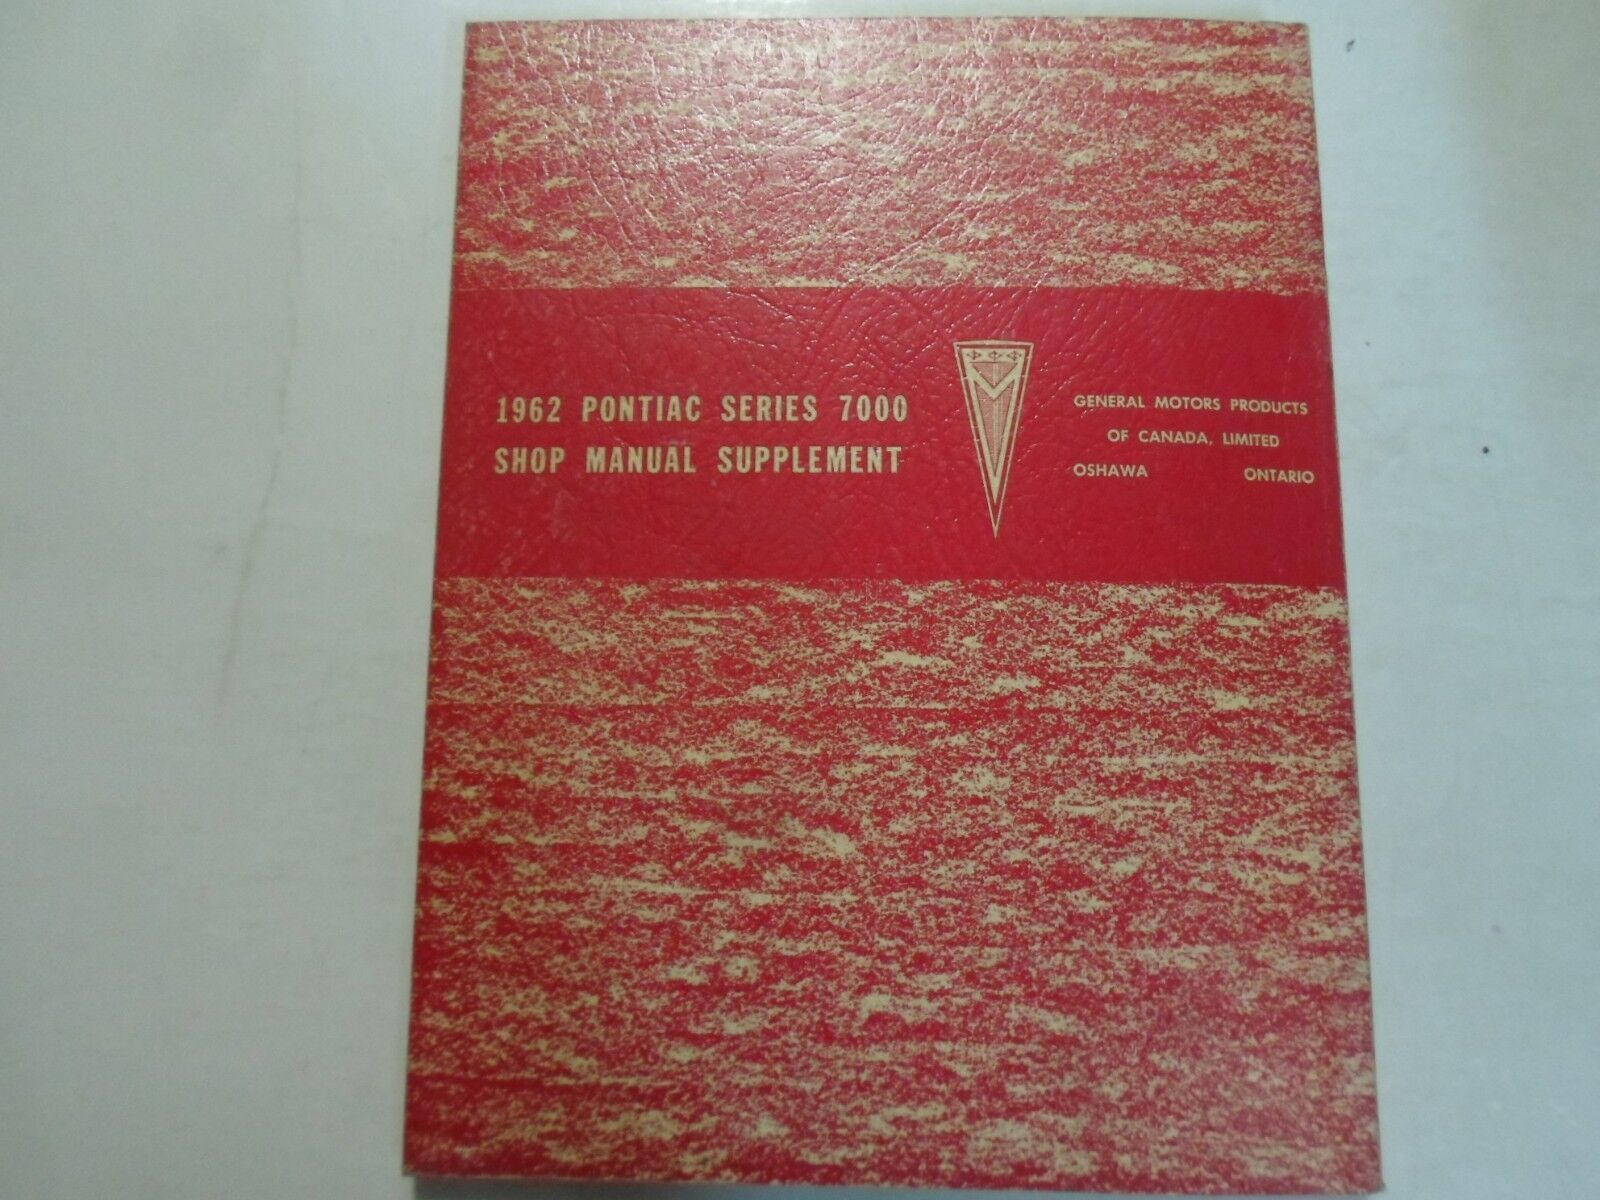 1962 PONTIAC SERIES 7000
SHOP MANUAL SUPPLEMENT
GENERAL MOTORS PRODUCTS
OF CANADA, LIMITED
OSHAWA ONTARIO